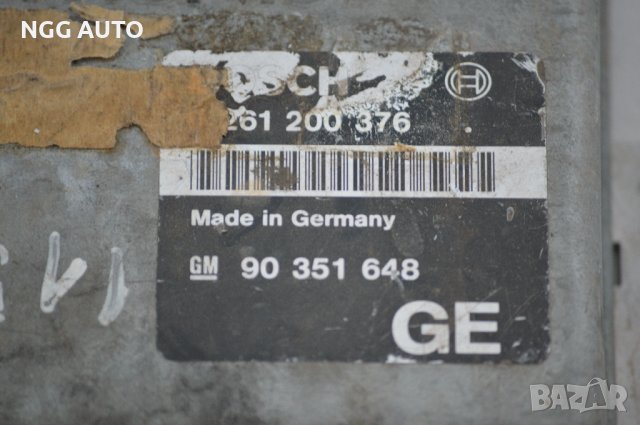 NGG AUTO
OSCH
261 200 376
Made in Germany
GM 90 351 648
GE
BAZAR